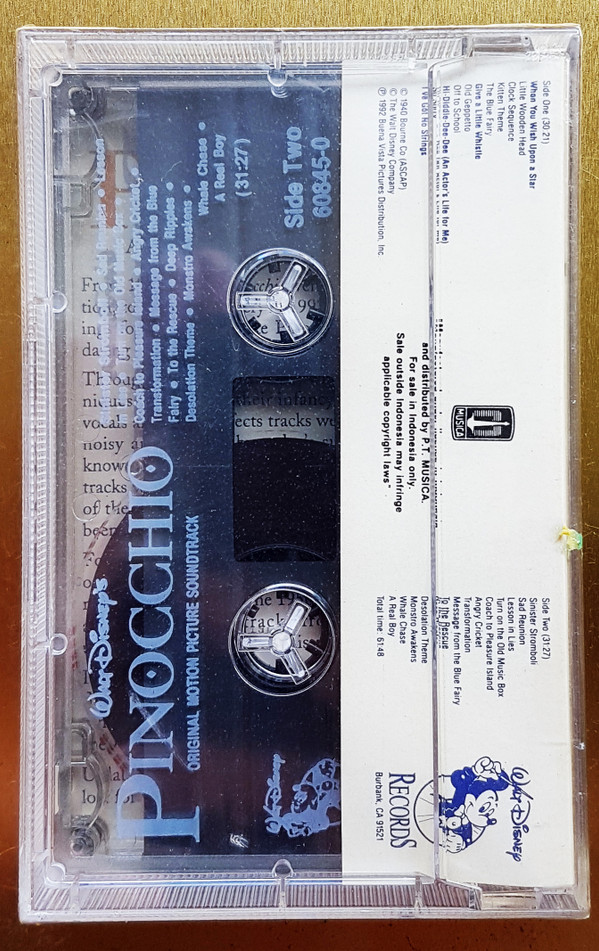 Side One (30:21)
When You Wish Upon a Star
Little Wooden Head
Clock Sequence
Kitten Theme
The Blue Fairy
Give a Little Whistle
Old Geppetto
Off to School
Hi-Diddle-Dee-Dee (An Actor's Life for Me)
I've Got No Strings
© 1940 Bourne Co (ASCAP)
© The Walt Disney Company
℗ 1992 Buena Vista Pictures Distribution, Inc
MUSICA
and distributed by P.T. MUSICA.
For sale in Indonesia only.
Sale outside Indonesia may infringe
applicable copyright laws"
Side Two (31:27)
Sinister Stromboli
Sad Reunion
Lesson in Lies
Turn on the Old Music Box
Coach to Pleasure Island
Angry Cricket
Transformation
Message from the Blue Fairy
To the Rescue
Desolation Theme
Monstro Awakens
Whale Chase
A Real Boy
Total time: 61:48
WALT DISNEY
RECORDS
Burbank, CA 91521
Side Two
60845-0
Whale Chase •
A Real Boy
(31:27)
Transformation • Message from the Blue
Fairy • To the Rescue • Deep Ripples •
Desolation Theme • Monstro Awakens •
Walt Disney's
PINOCCHIO
ORIGINAL MOTION PICTURE SOUNDTRACK
Walt Disney